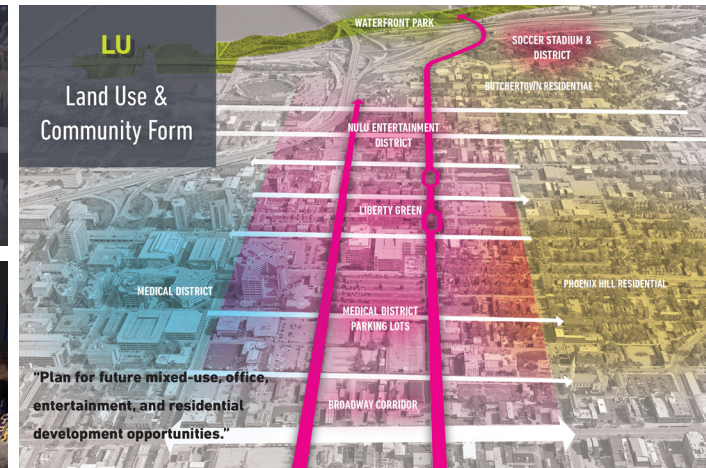 LU
Land Use &
Community Form
WATERFRONT PARK
SOCCER STADIUM &
DISTRICT
BUTCHERTOWN RESIDENTIAL
NULU ENTERTAINMENT
DISTRICT
LIBERTY GREEN
MEDICAL DISTRICT
PHOENIX HILL RESIDENTIAL
MEDICAL DISTRICT
PARKING LOTS
"Plan for future mixed-use, office,
entertainment, and residential
development opportunities."
BROADWAY CORRIDOR